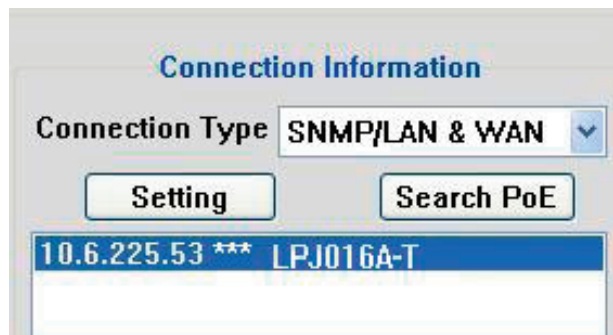 Connection Information
Connection Type SNMP/LAN & WAN
Setting Search PoE
10.6.225.53 *** LPJ016A-T